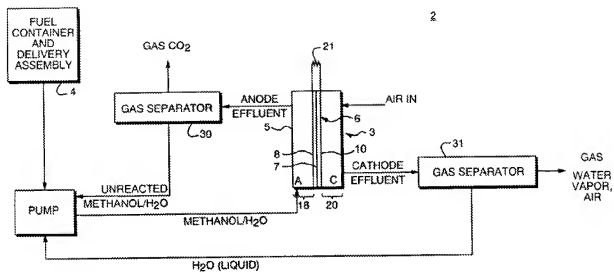 FUEL
CONTAINER
AND
DELIVERY
ASSEMBLY
4
GAS CO2
21
2
GAS SEPARATOR
30
ANODE
EFFLUENT
5
AIR IN
6
3
8
10
7
A
C
18
20
CATHODE
EFFLUENT
31
GAS SEPARATOR
GAS
WATER
VAPOR,
AIR
UNREACTED
METHANOL/H2O
PUMP
METHANOL/H2O
H2O (LIQUID)